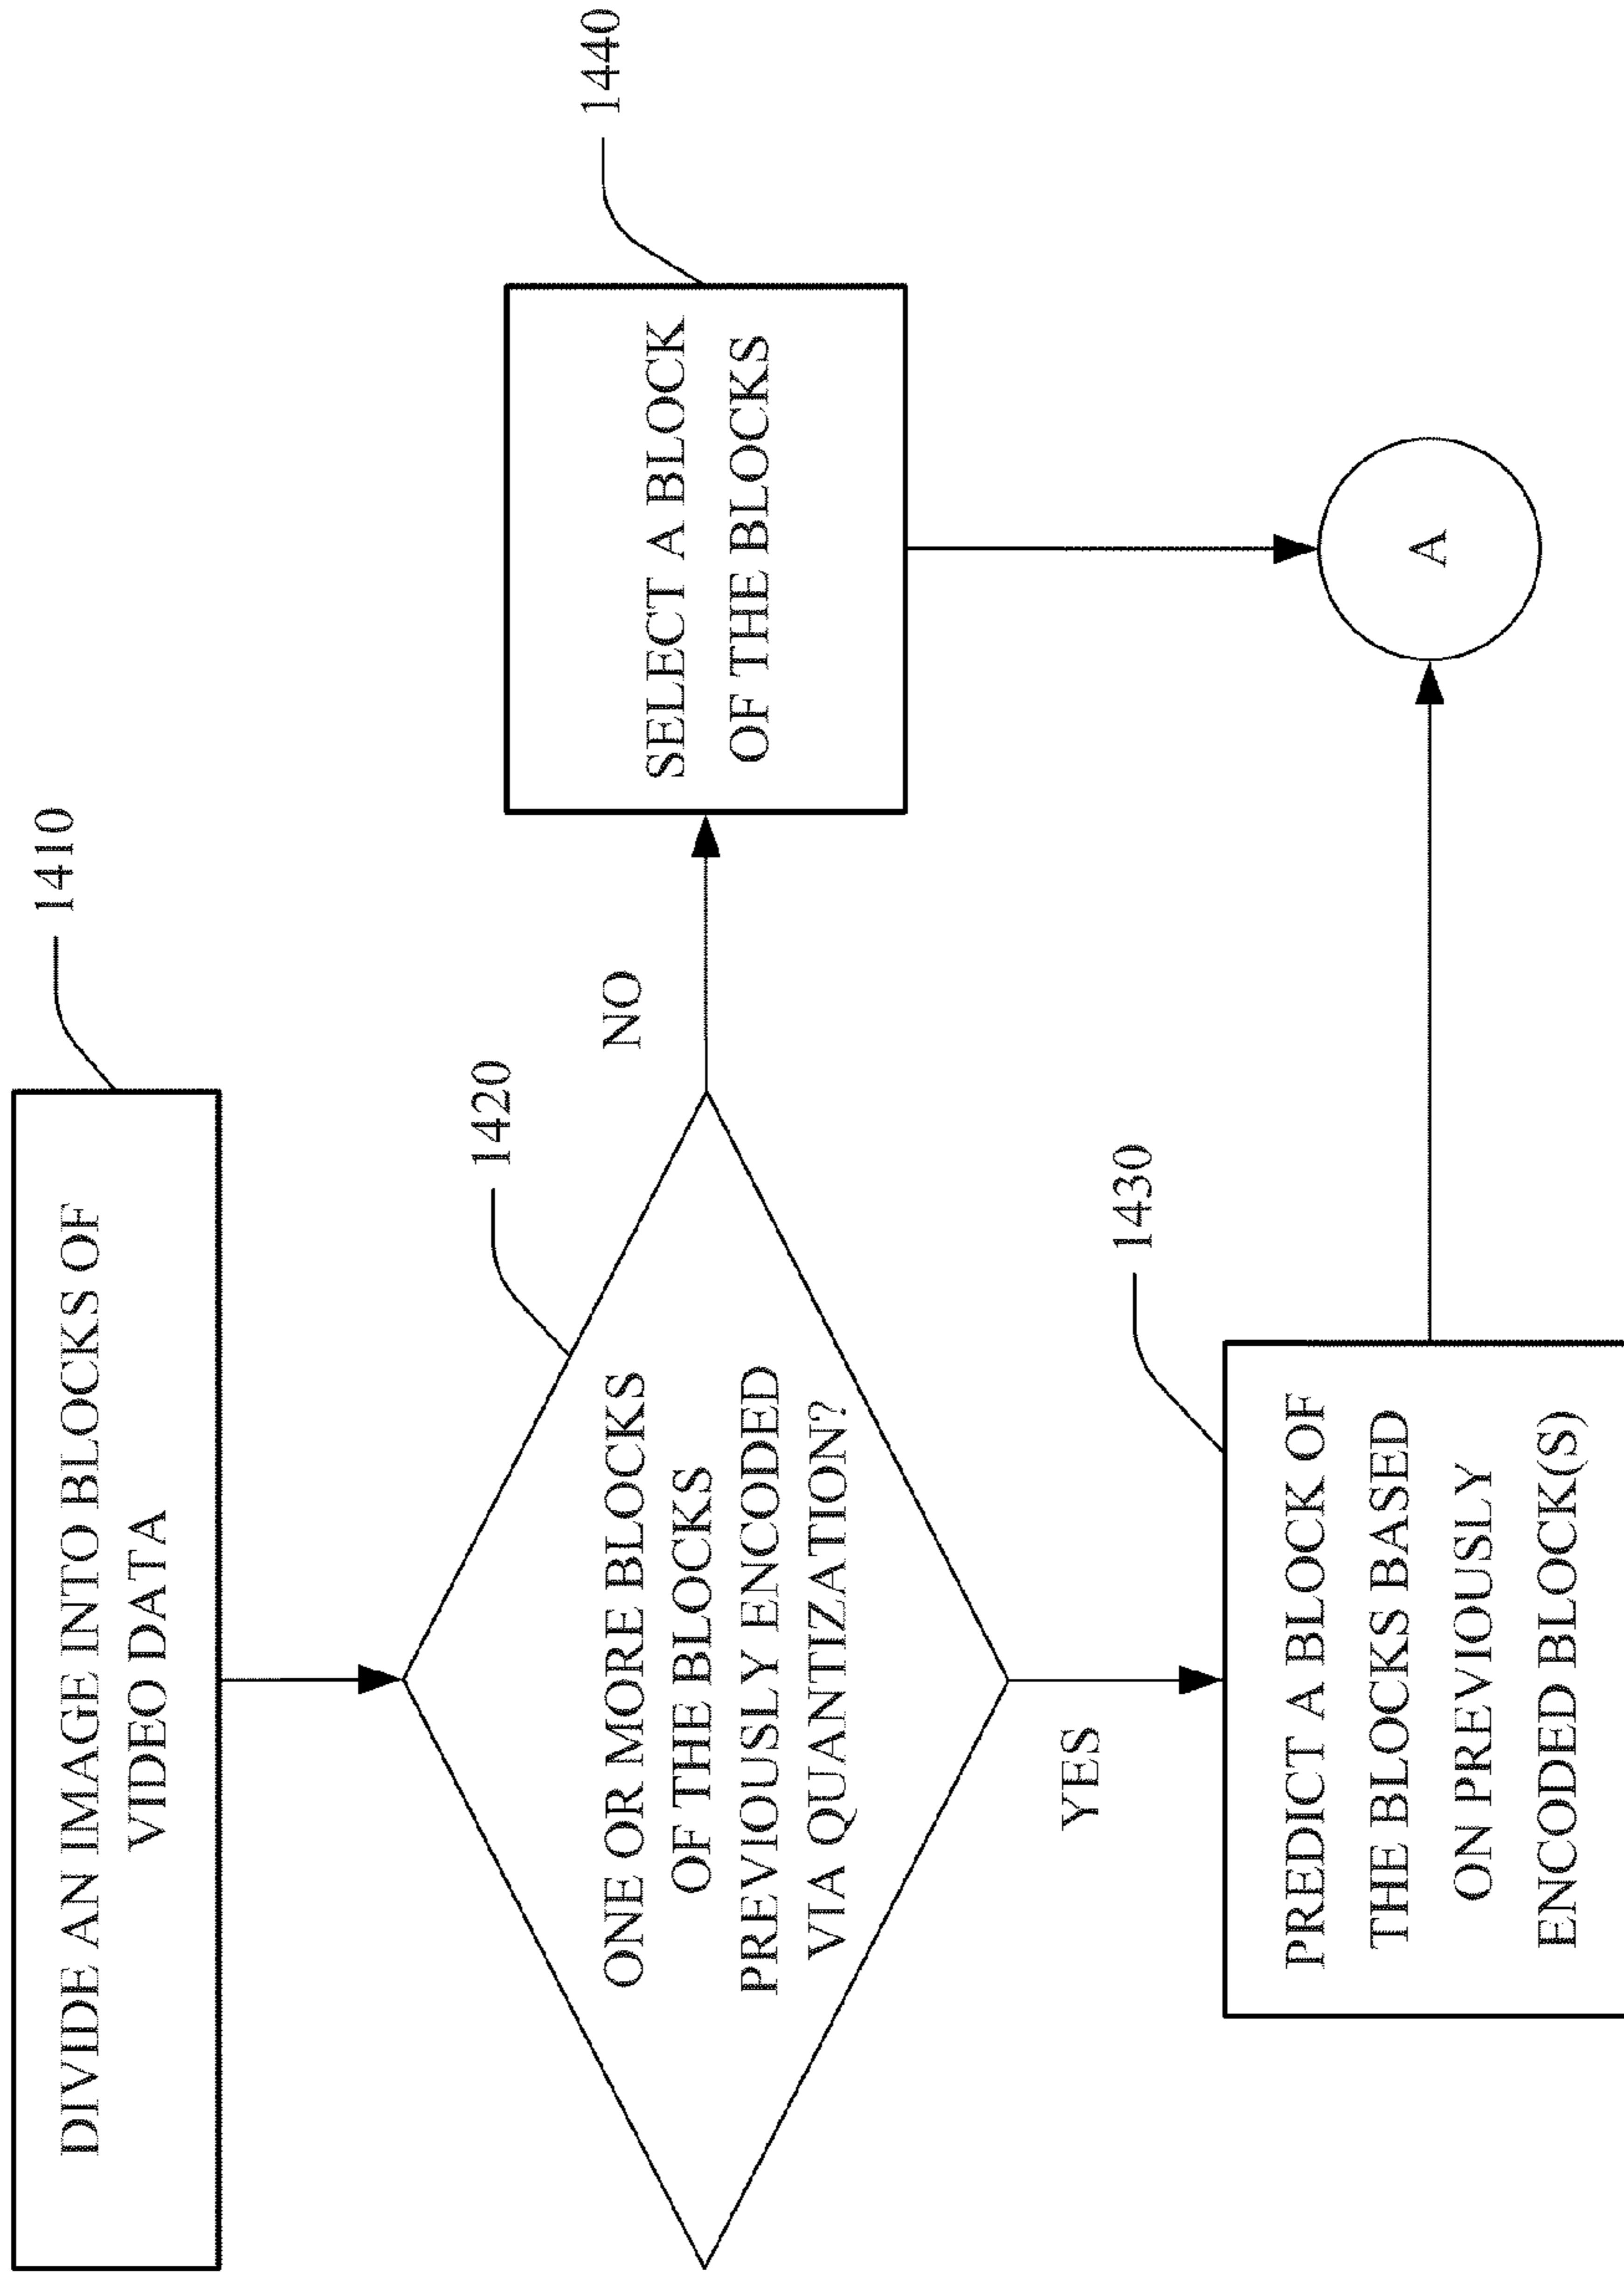 1410
DIVIDE AN IMAGE INTO BLOCKS OF
VIDEO DATA
1420
ONE OR MORE BLOCKS
OF THE BLOCKS
PREVIOUSLY ENCODED
VIA QUANTIZATION?
NO
1440
SELECT A BLOCK
OF THE BLOCKS
YES
1430
PREDICT A BLOCK OF
THE BLOCKS BASED
ON PREVIOUSLY
ENCODED BLOCK(S)
A